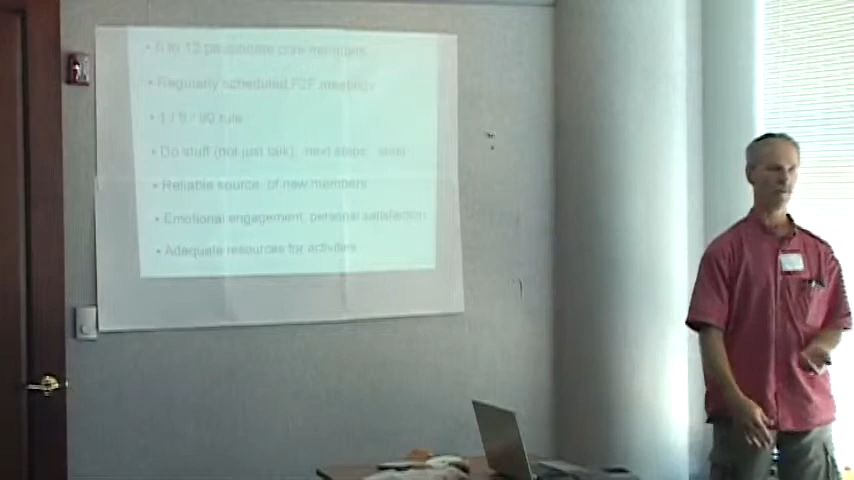 • 6 to 12 passionate core members
• Regularly scheduled F2F meetings
• 1 / 9 / 90 rule
• Do stuff (not just talk), next steps
• Reliable source of new members
• Emotional engagement, personal satisfaction
• Adequate resources for activities